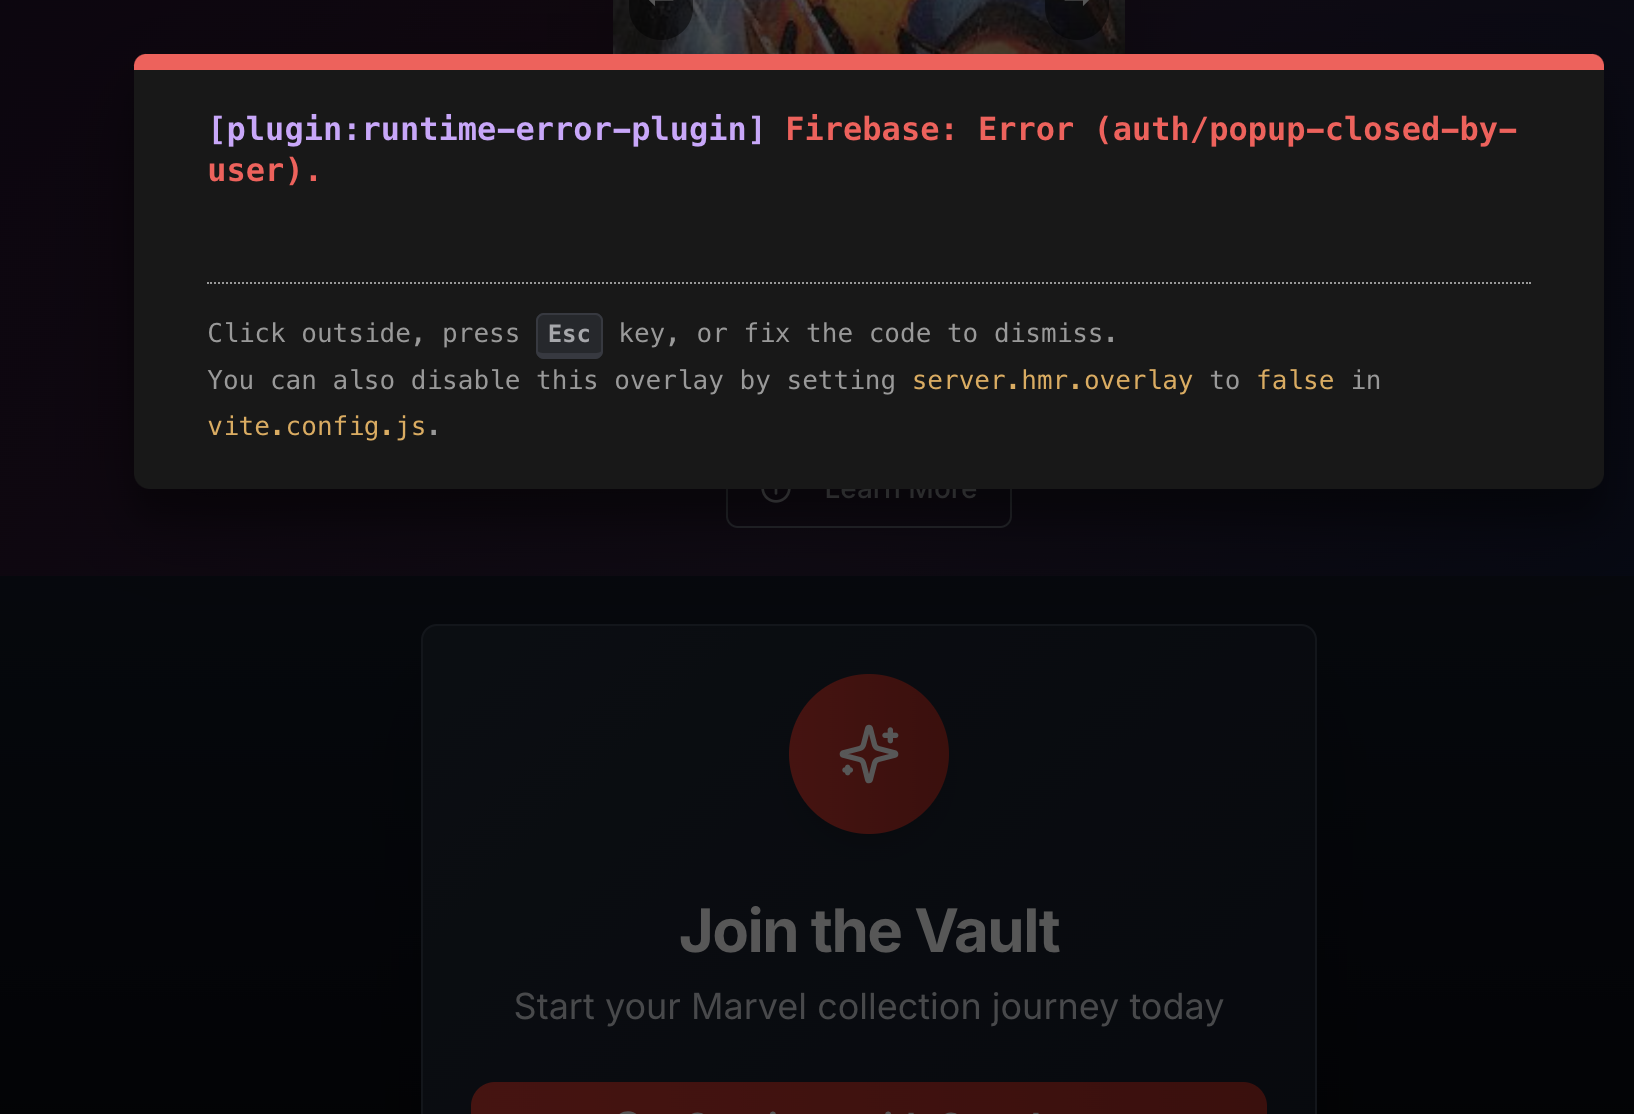 [plugin:runtime-error-plugin] Firebase: Error (auth/popup-closed-by-
user).
Click outside, press Esc key, or fix the code to dismiss.
You can also disable this overlay by setting server.hmr.overlay to false in
vite.config.js.
Learn More
Join the Vault
Start your Marvel collection journey today